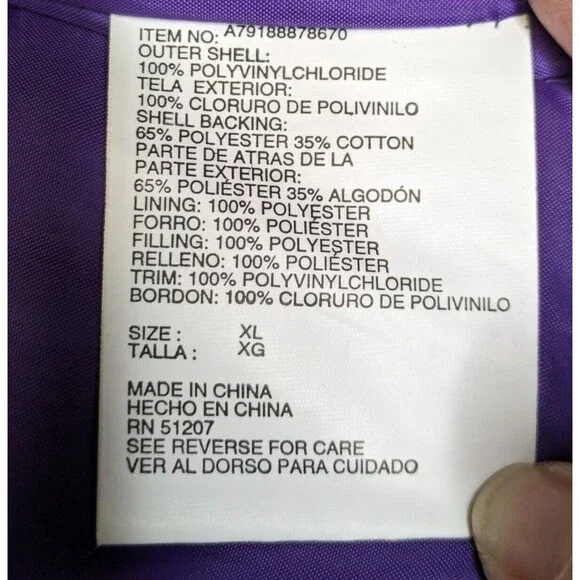 ITEM NO: A79188878670
OUTER SHELL:
100% POLYVINYLCHLORIDE
TELA EXTERIOR:
100% CLORURO DE POLIVINILO
SHELL BACKING:
65% POLYESTER 35% COTTON
PARTE DE ATRAS DE LA
PARTE EXTERIOR:
65% POLIÉSTER 35% ALGODÓN
LINING: 100% POLYESTER
FORRO: 100% POLIÉSTER
FILLING: 100% POLYESTER
RELLENO: 100% POLIÉSTER
TRIM: 100% POLYVINYLCHLORIDE
BORDON: 100% CLORURO DE POLIVINILO
SIZE : XL
TALLA : XG
MADE IN CHINA
HECHO EN CHINA
RN 51207
SEE REVERSE FOR CARE
VER AL DORSO PARA CUIDADO